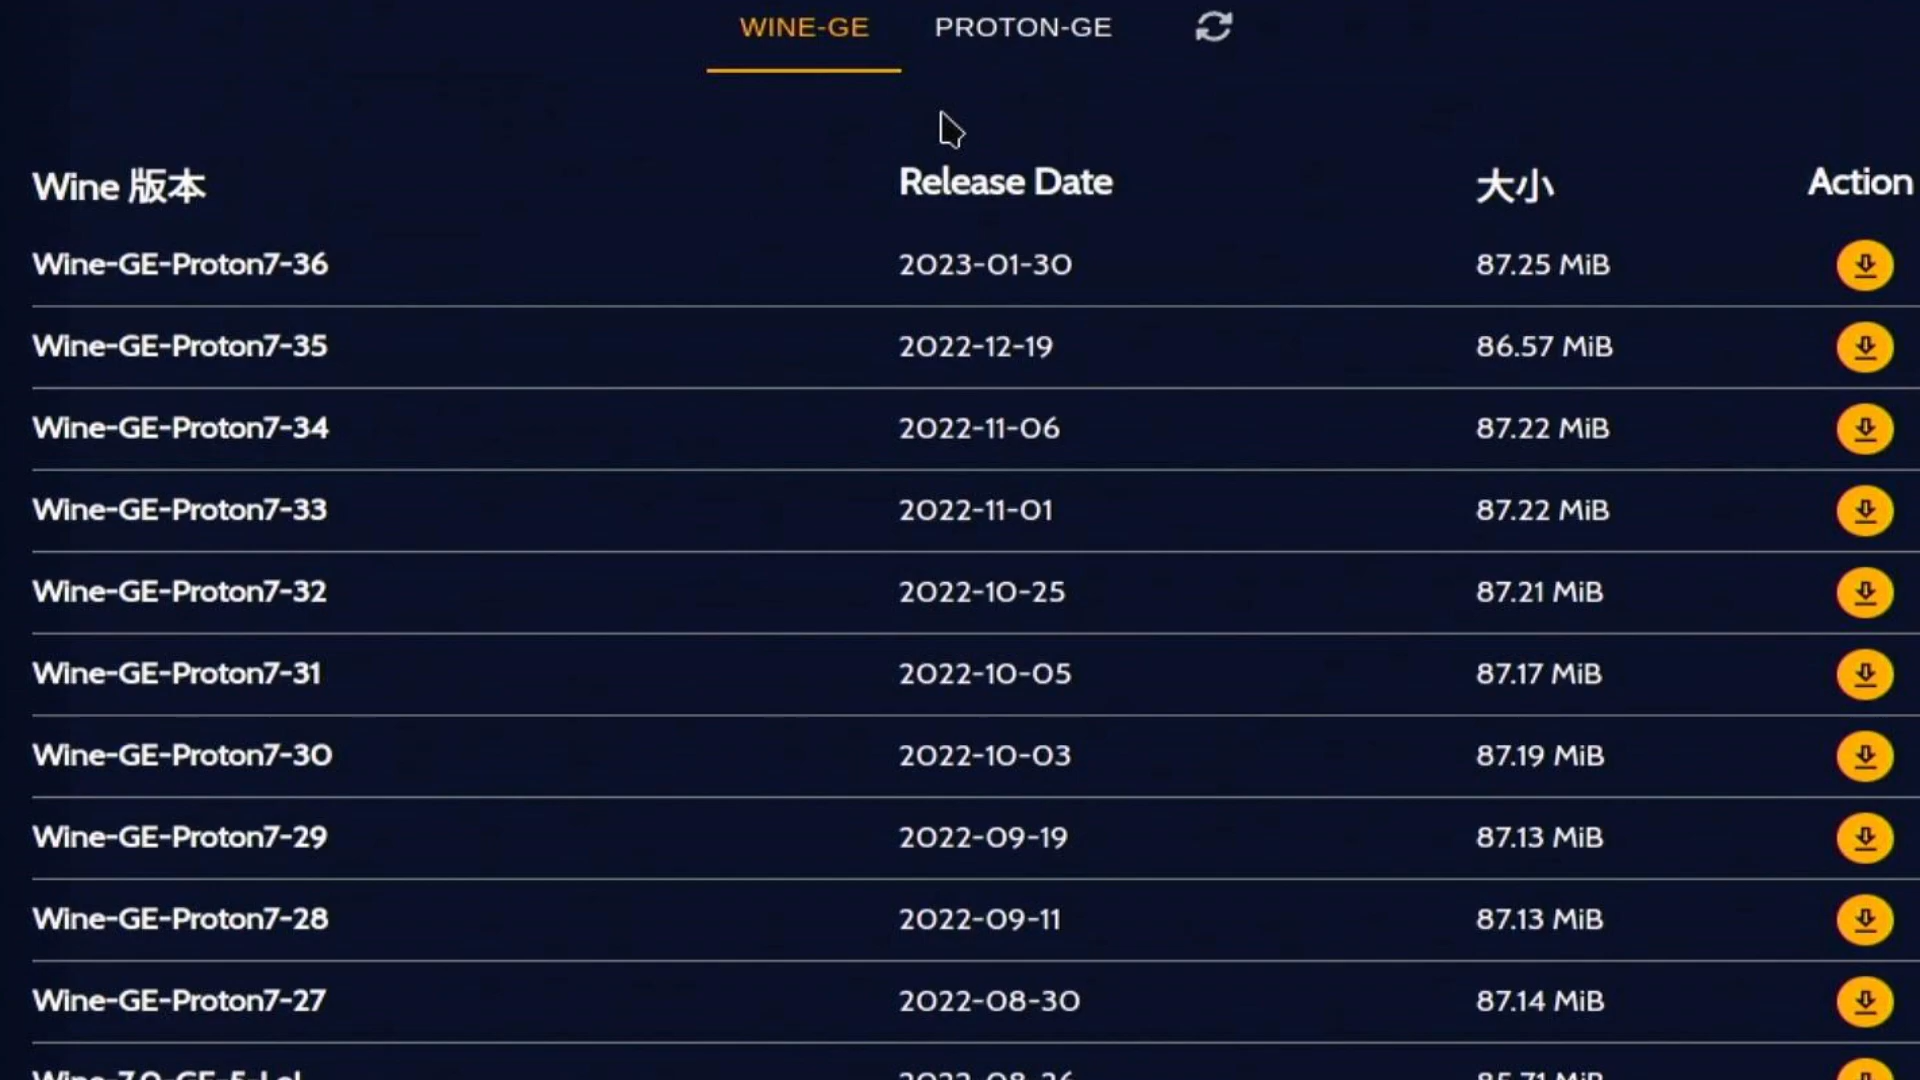 WINE-GE PROTON-GE
Wine 版本 Release Date 大小 Action
Wine-GE-Proton7-36 2023-01-30 87.25 MiB
Wine-GE-Proton7-35 2022-12-19 86.57 MiB
Wine-GE-Proton7-34 2022-11-06 87.22 MiB
Wine-GE-Proton7-33 2022-11-01 87.22 MiB
Wine-GE-Proton7-32 2022-10-25 87.21 MiB
Wine-GE-Proton7-31 2022-10-05 87.17 MiB
Wine-GE-Proton7-30 2022-10-03 87.19 MiB
Wine-GE-Proton7-29 2022-09-19 87.13 MiB
Wine-GE-Proton7-28 2022-09-11 87.13 MiB
Wine-GE-Proton7-27 2022-08-30 87.14 MiB